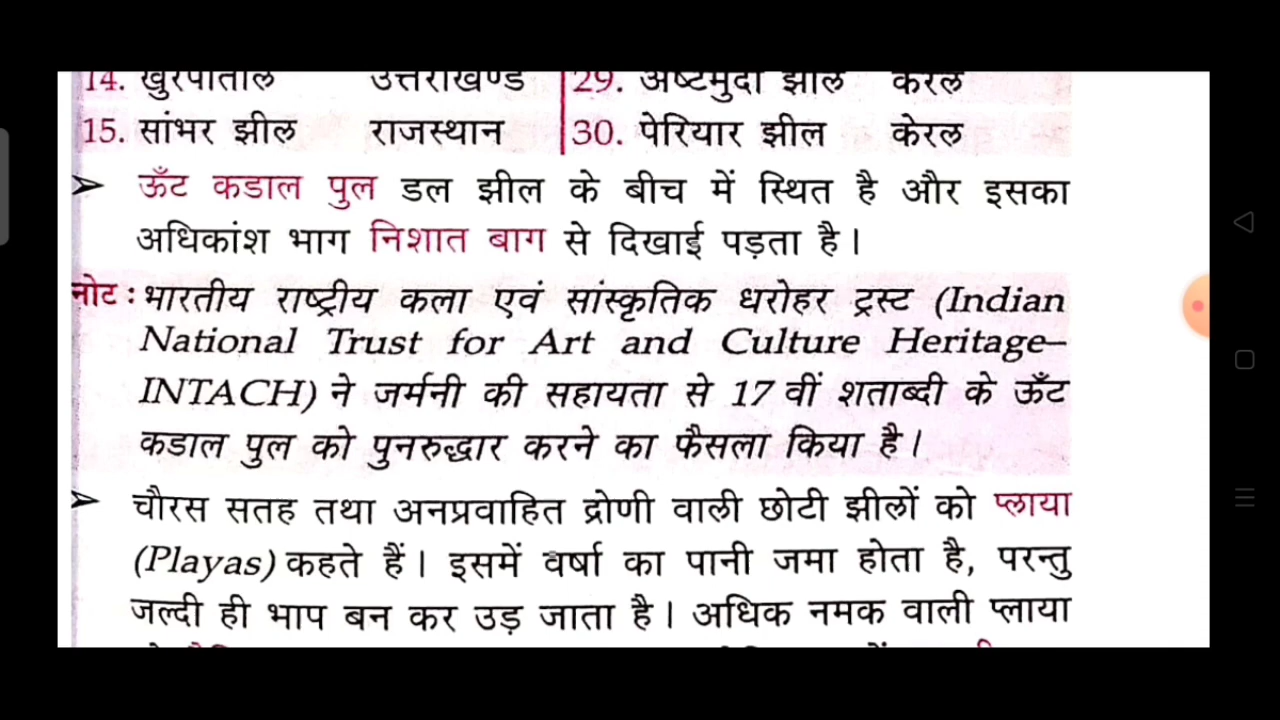 14. खुरपाताल उत्तराखण्ड 29. अष्टमुदी झील केरल
15. सांभर झील राजस्थान 30. पेरियार झील केरल
➢ ऊँट कडाल पुल डल झील के बीच में स्थित है और इसका
अधिकांश भाग निशात बाग से दिखाई पड़ता है।
नोट : भारतीय राष्ट्रीय कला एवं सांस्कृतिक धरोहर ट्रस्ट (Indian
National Trust for Art and Culture Heritage–
INTACH) ने जर्मनी की सहायता से 17 वीं शताब्दी के ऊँट
कडाल पुल को पुनरुद्धार करने का फैसला किया है।
➢ चौरस सतह तथा अनप्रवाहित द्रोणी वाली छोटी झीलों को प्लाया
(Playas) कहते हैं। इसमें वर्षा का पानी जमा होता है, परन्तु
जल्दी ही भाप बन कर उड़ जाता है। अधिक नमक वाली प्लाया